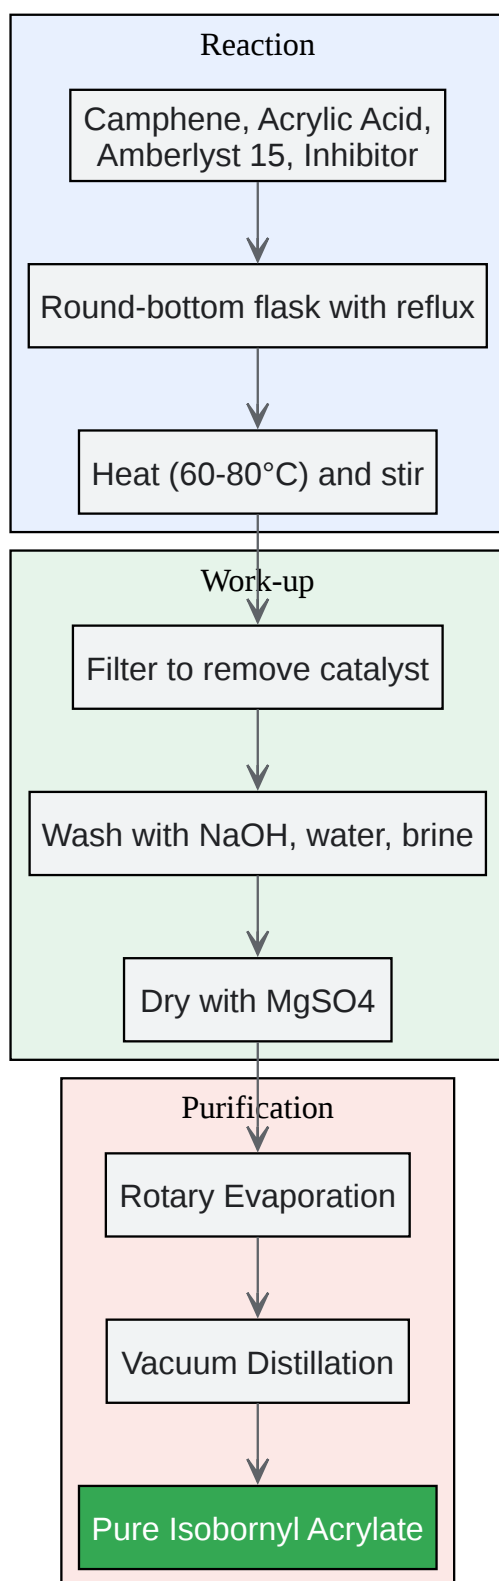 Reaction
Camphene, Acrylic Acid,
Amberlyst 15, Inhibitor
Round-bottom flask with reflux
Heat (60-80°C) and stir
Work-up
Filter to remove catalyst
Wash with NaOH, water, brine
Dry with MgSO4
Purification
Rotary Evaporation
Vacuum Distillation
Pure Isobornyl Acrylate